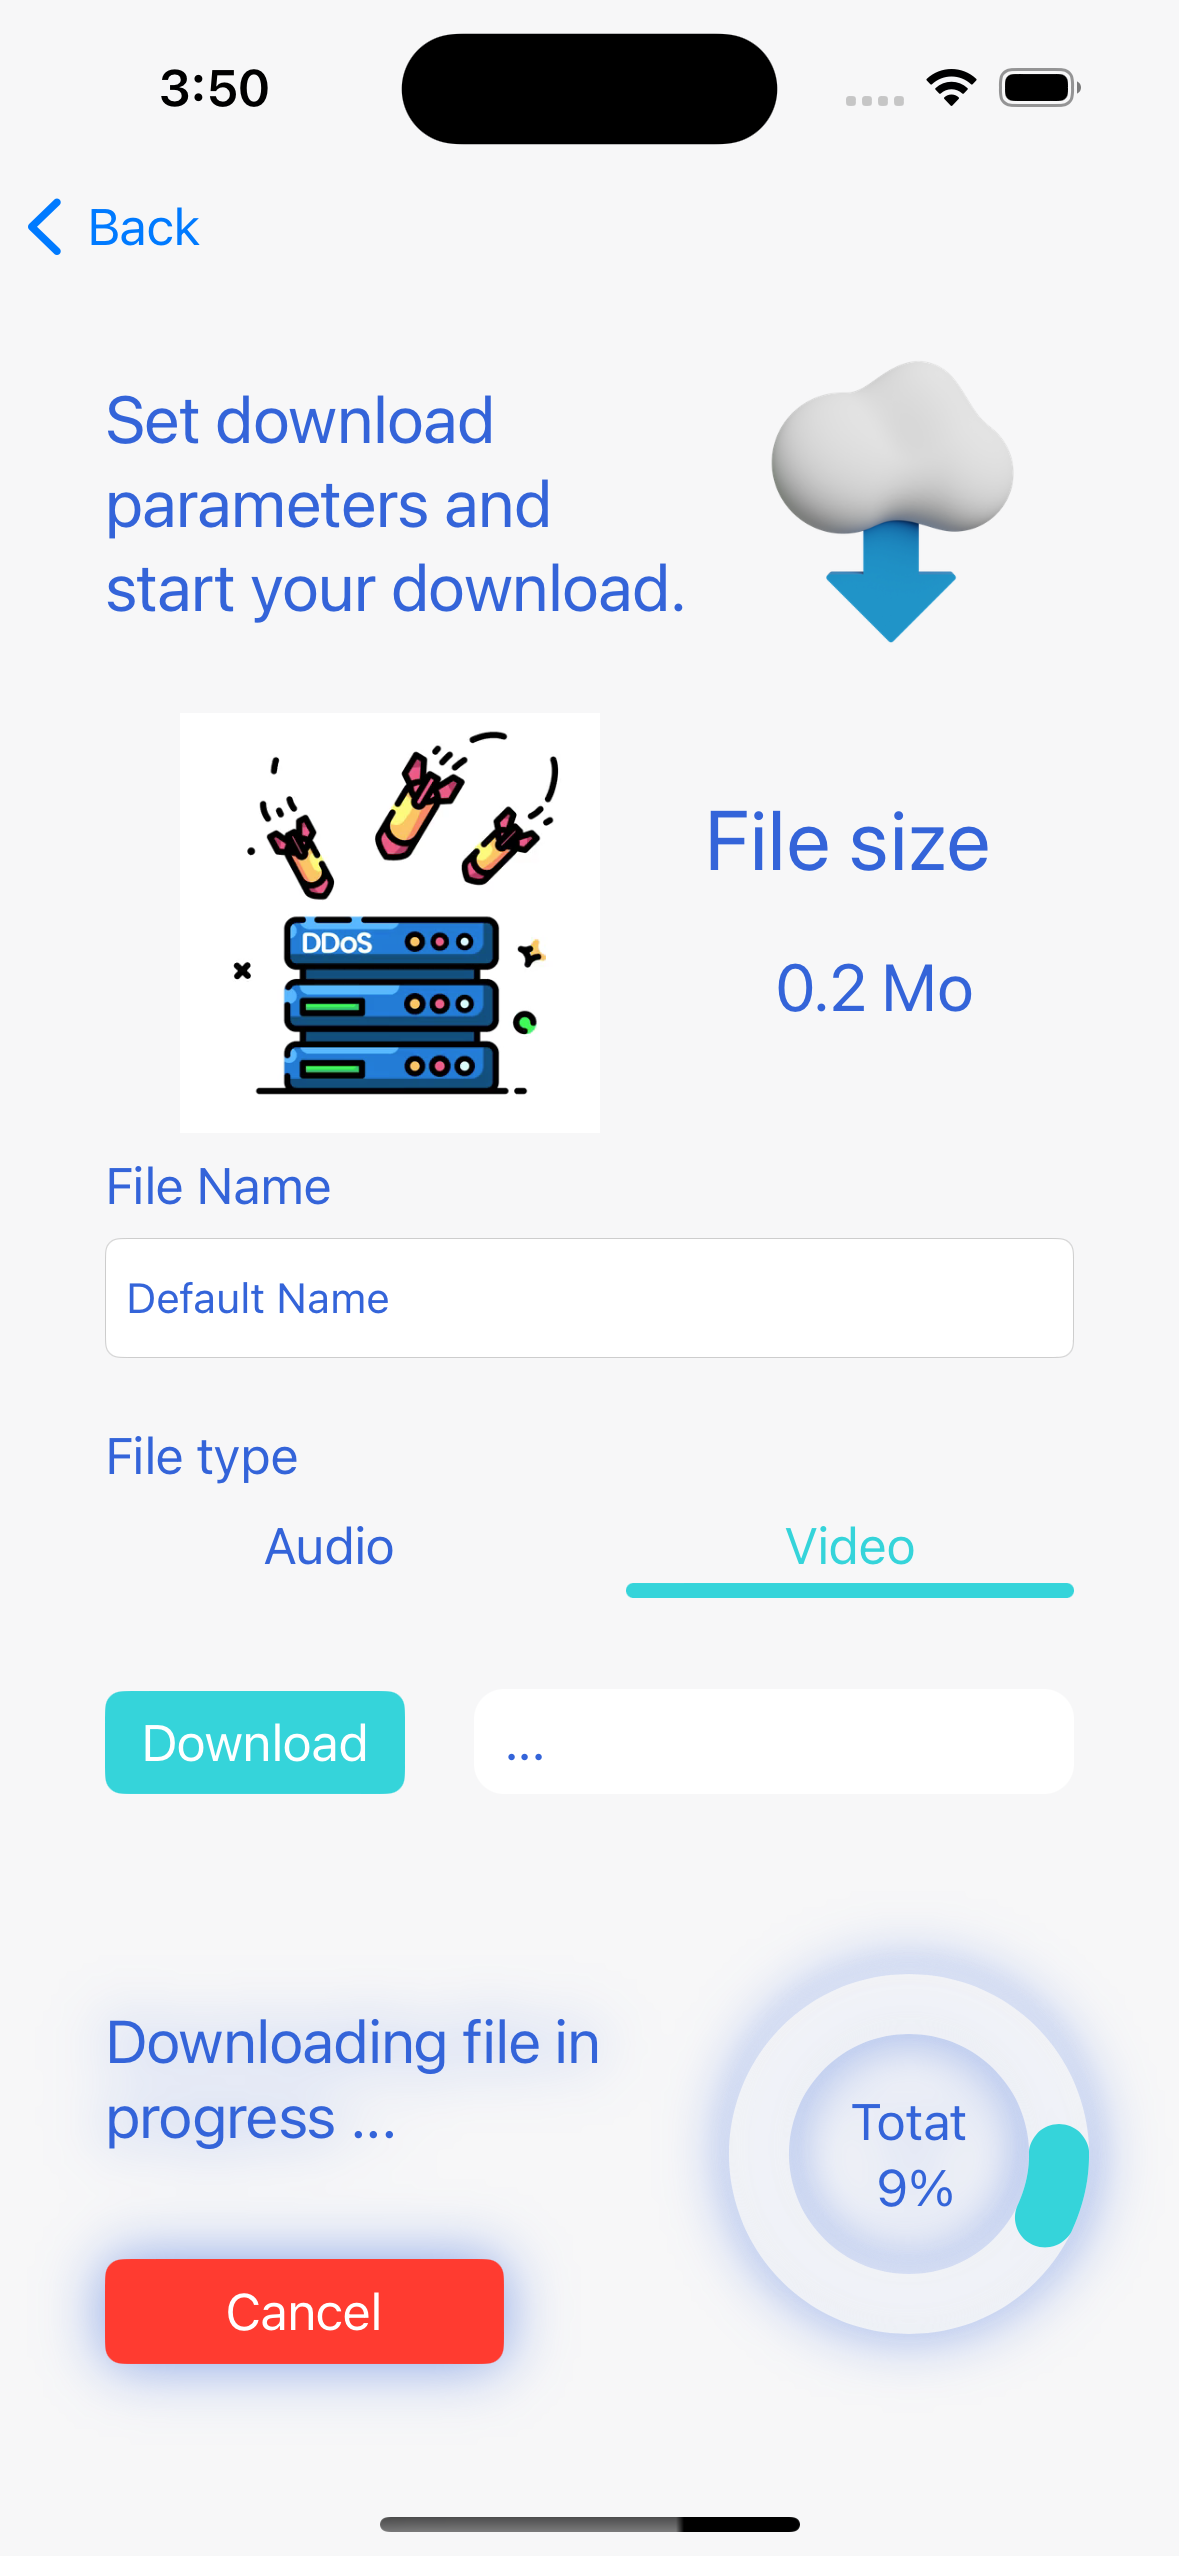 3:50
Back
Set download
parameters and
start your download.
DDoS
File size
0.2 Mo
File Name
Default Name
File type
Audio
Video
Download
...
Downloading file in
progress ...
Totat
9%
Cancel